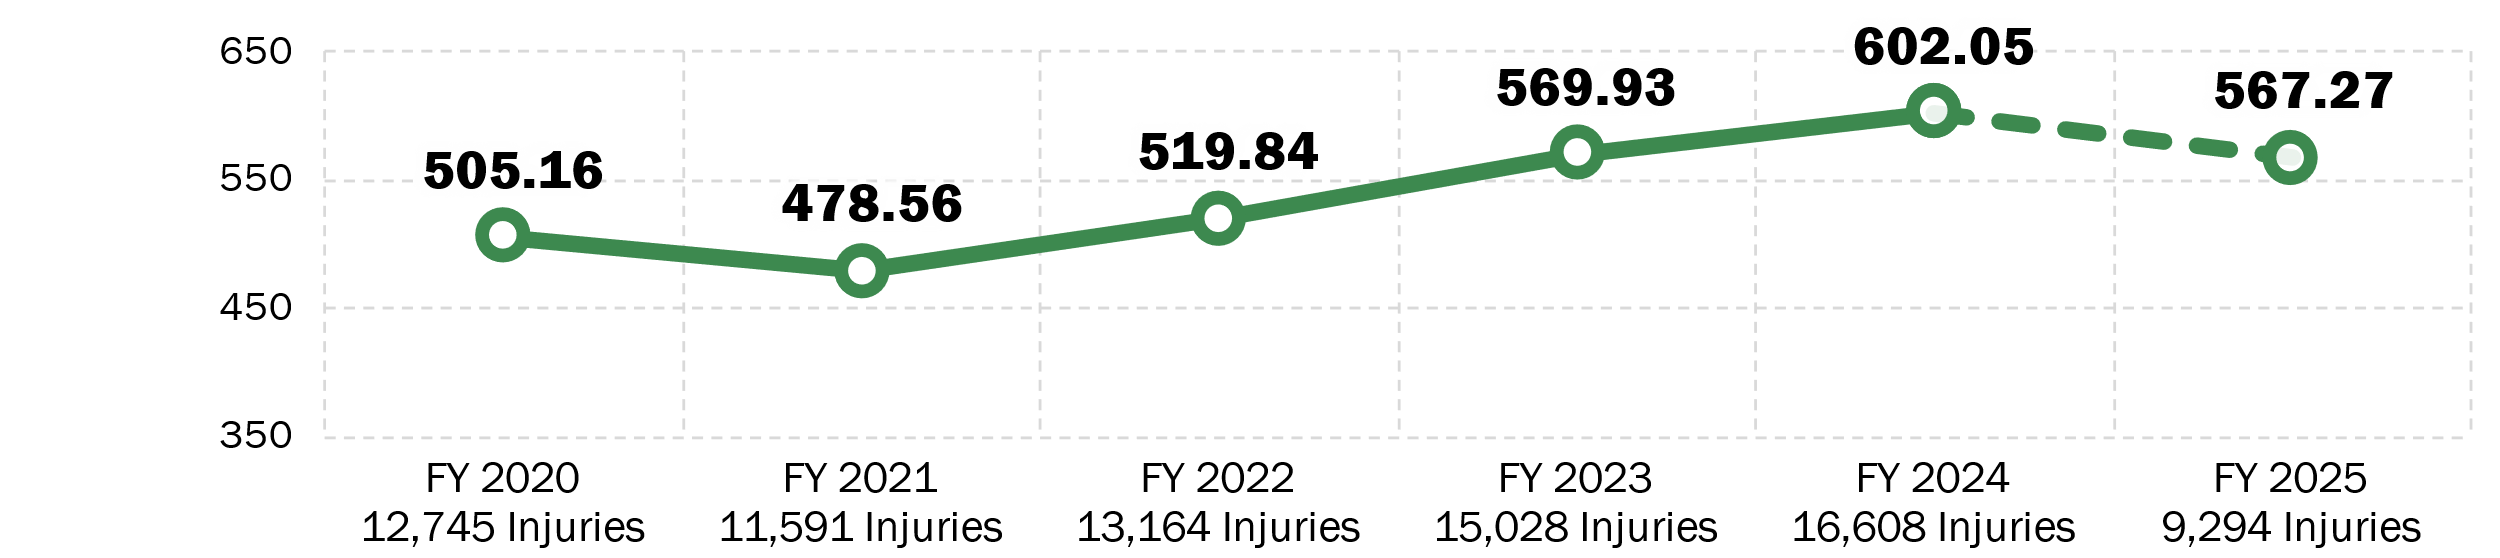 650
550
450
350
505.16
478.56
519.84
569.93
602.05
567.27
FY 2020
12,745 Injuries
FY 2021
11,591 Injuries
FY 2022
13,164 Injuries
FY 2023
15,028 Injuries
FY 2024
16,608 Injuries
FY 2025
9,294 Injuries